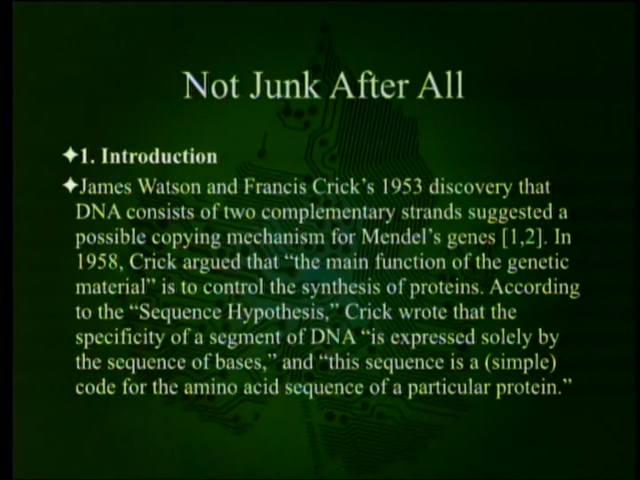 Not Junk After All
✦1. Introduction
✦James Watson and Francis Crick's 1953 discovery that
DNA consists of two complementary strands suggested a
possible copying mechanism for Mendel's genes [1,2]. In
1958, Crick argued that “the main function of the genetic
material” is to control the synthesis of proteins. According
to the “Sequence Hypothesis,” Crick wrote that the
specificity of a segment of DNA “is expressed solely by
the sequence of bases,” and “this sequence is a (simple)
code for the amino acid sequence of a particular protein.”